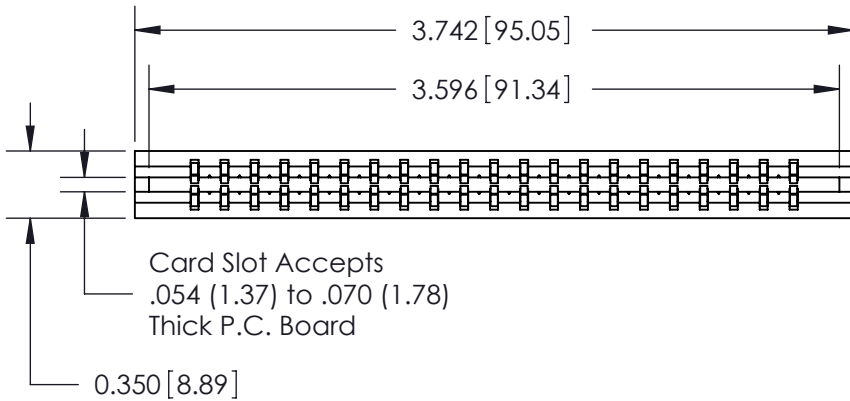 3.742 [95.05]
3.596 [91.34]
Card Slot Accepts
.054 (1.37) to .070 (1.78)
Thick P.C. Board
0.350 [8.89]